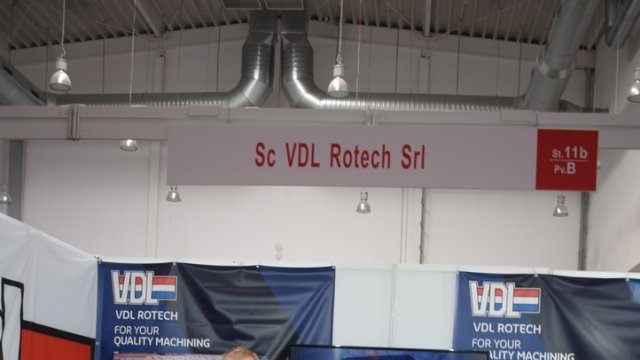 Sc VDL Rotech Srl
St.11b
Pv.B
VDL
VDL ROTECH
FOR YOUR
QUALITY MACHINING
VDL
VDL ROTECH
FOR YOUR
QUALITY MACHINING